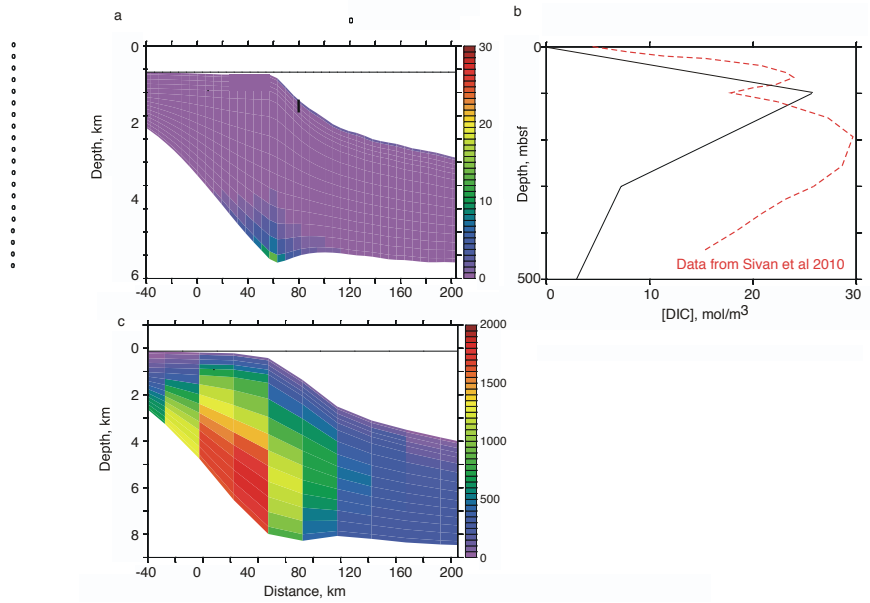 a
0
2
4
6
Depth, km
-40 0 40 80 120 160 200
30
20
10
0
b
0
500
Depth, mbsf
0 10 20 30
[DIC], mol/m3
Data from Sivan et al 2010
c
0
2
4
6
8
Depth, km
-40 0 40 80 120 160 200
Distance, km
2000
1500
1000
500
0